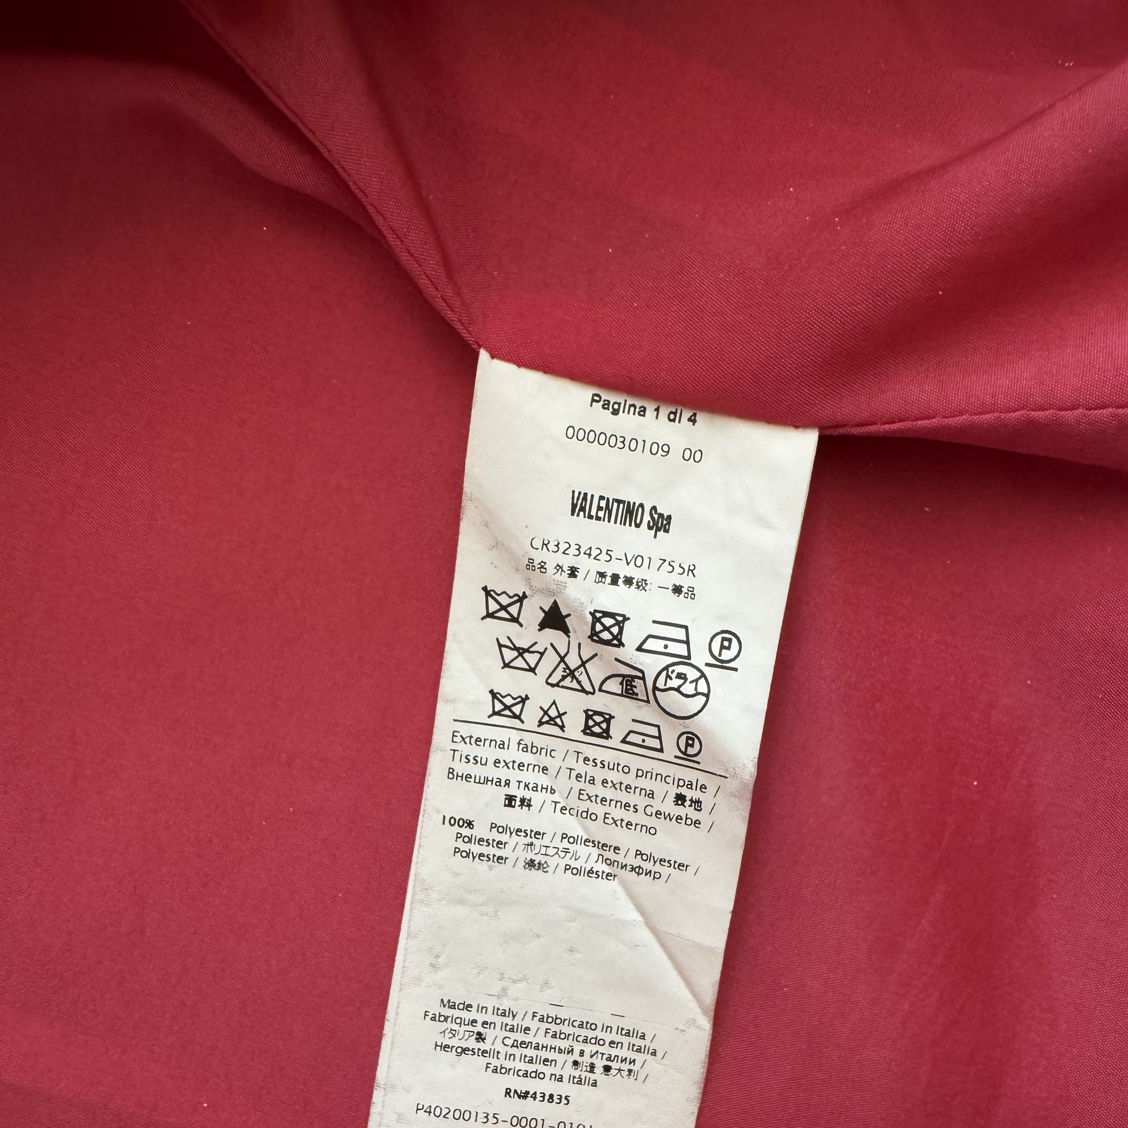 Pagina 1 di 4
0000030109 00
VALENTINO Spa
CR323425-V0175SR
品名 外套 / 质量等级: 一等品
P
低 ドライ
P
External fabric / Tessuto principale /
Tissu externe / Tela externa / 表地 /
Внешная ткань / Externes Gewebe /
面料 / Tecido Externo
100% Polyester / Poliestere / Polyester /
Poliester / ポリエステル / Лопиэфир /
Polyester / 涤纶 / Poliéster
Made in Italy / Fabbricato in Italia /
Fabrique en Italie / Fabricado en Italia /
イタリア製 / Сделанный в Италии /
Hergestellt in Italien / 制造 意大利 /
Fabricado na Itália
RN#43835